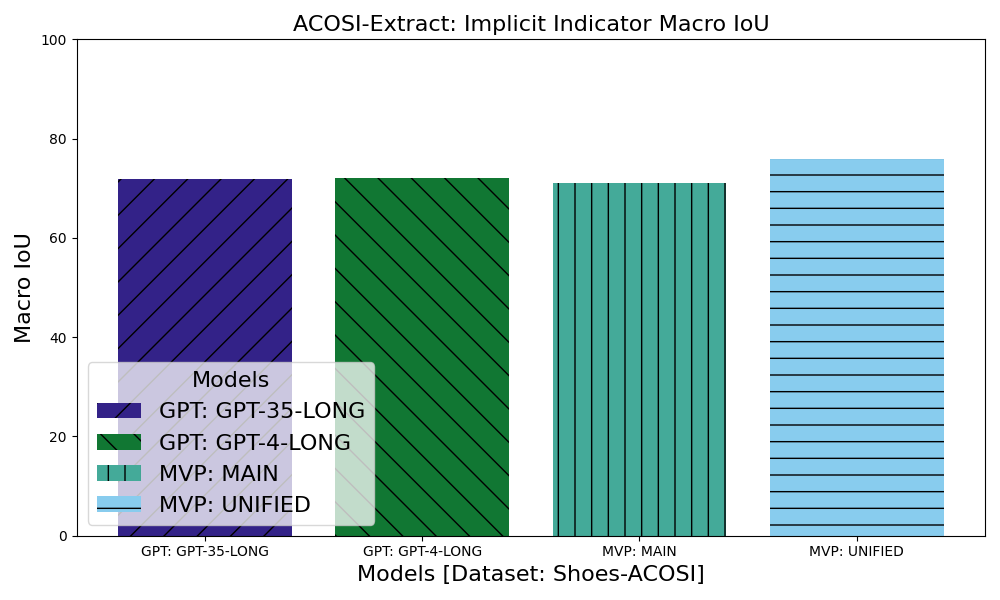 ACOSI-Extract: Implicit Indicator Macro IoU
100
80
60
40
20
0
Macro IoU
Models
GPT: GPT-35-LONG
GPT: GPT-4-LONG
MVP: MAIN
MVP: UNIFIED
GPT: GPT-35-LONG
GPT: GPT-4-LONG
MVP: MAIN
MVP: UNIFIED
Models [Dataset: Shoes-ACOSI]